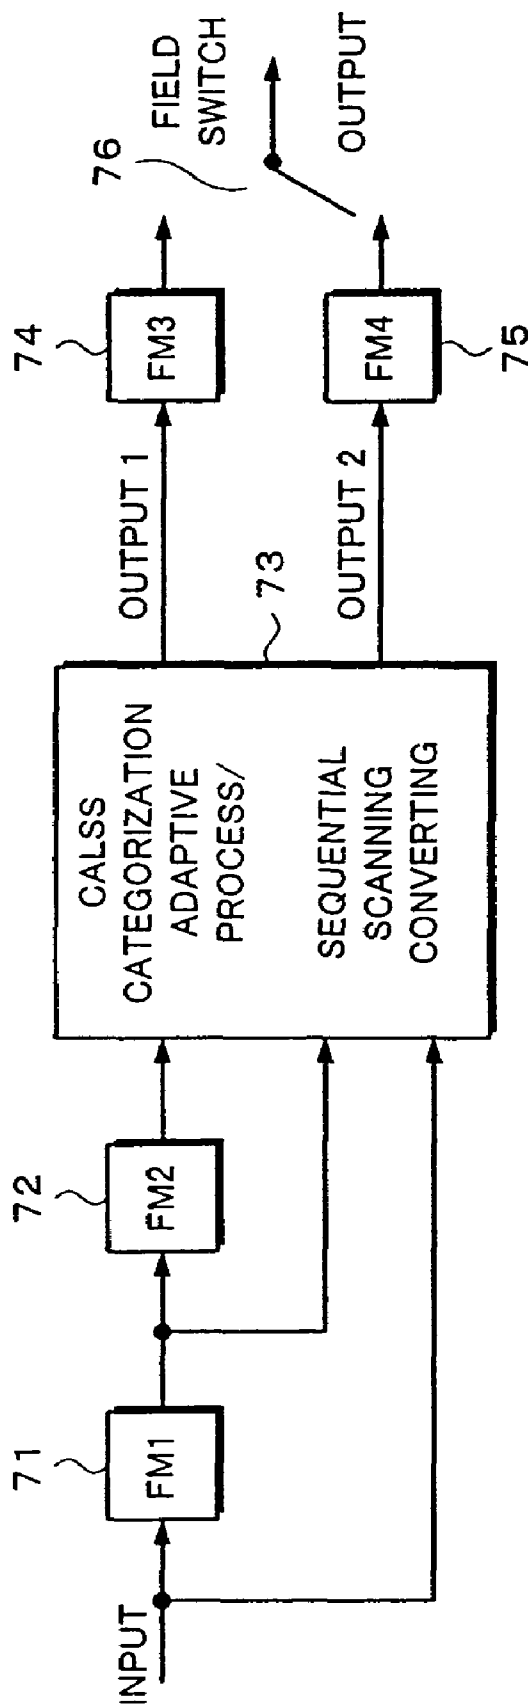 INPUT
71
FM1
72
FM2
CALSS
CATEGORIZATION
ADAPTIVE
PROCESS/
SEQUENTIAL
SCANNING
CONVERTING
73
OUTPUT 1
OUTPUT 2
74
FM3
FM4
75
76
FIELD
SWITCH
OUTPUT